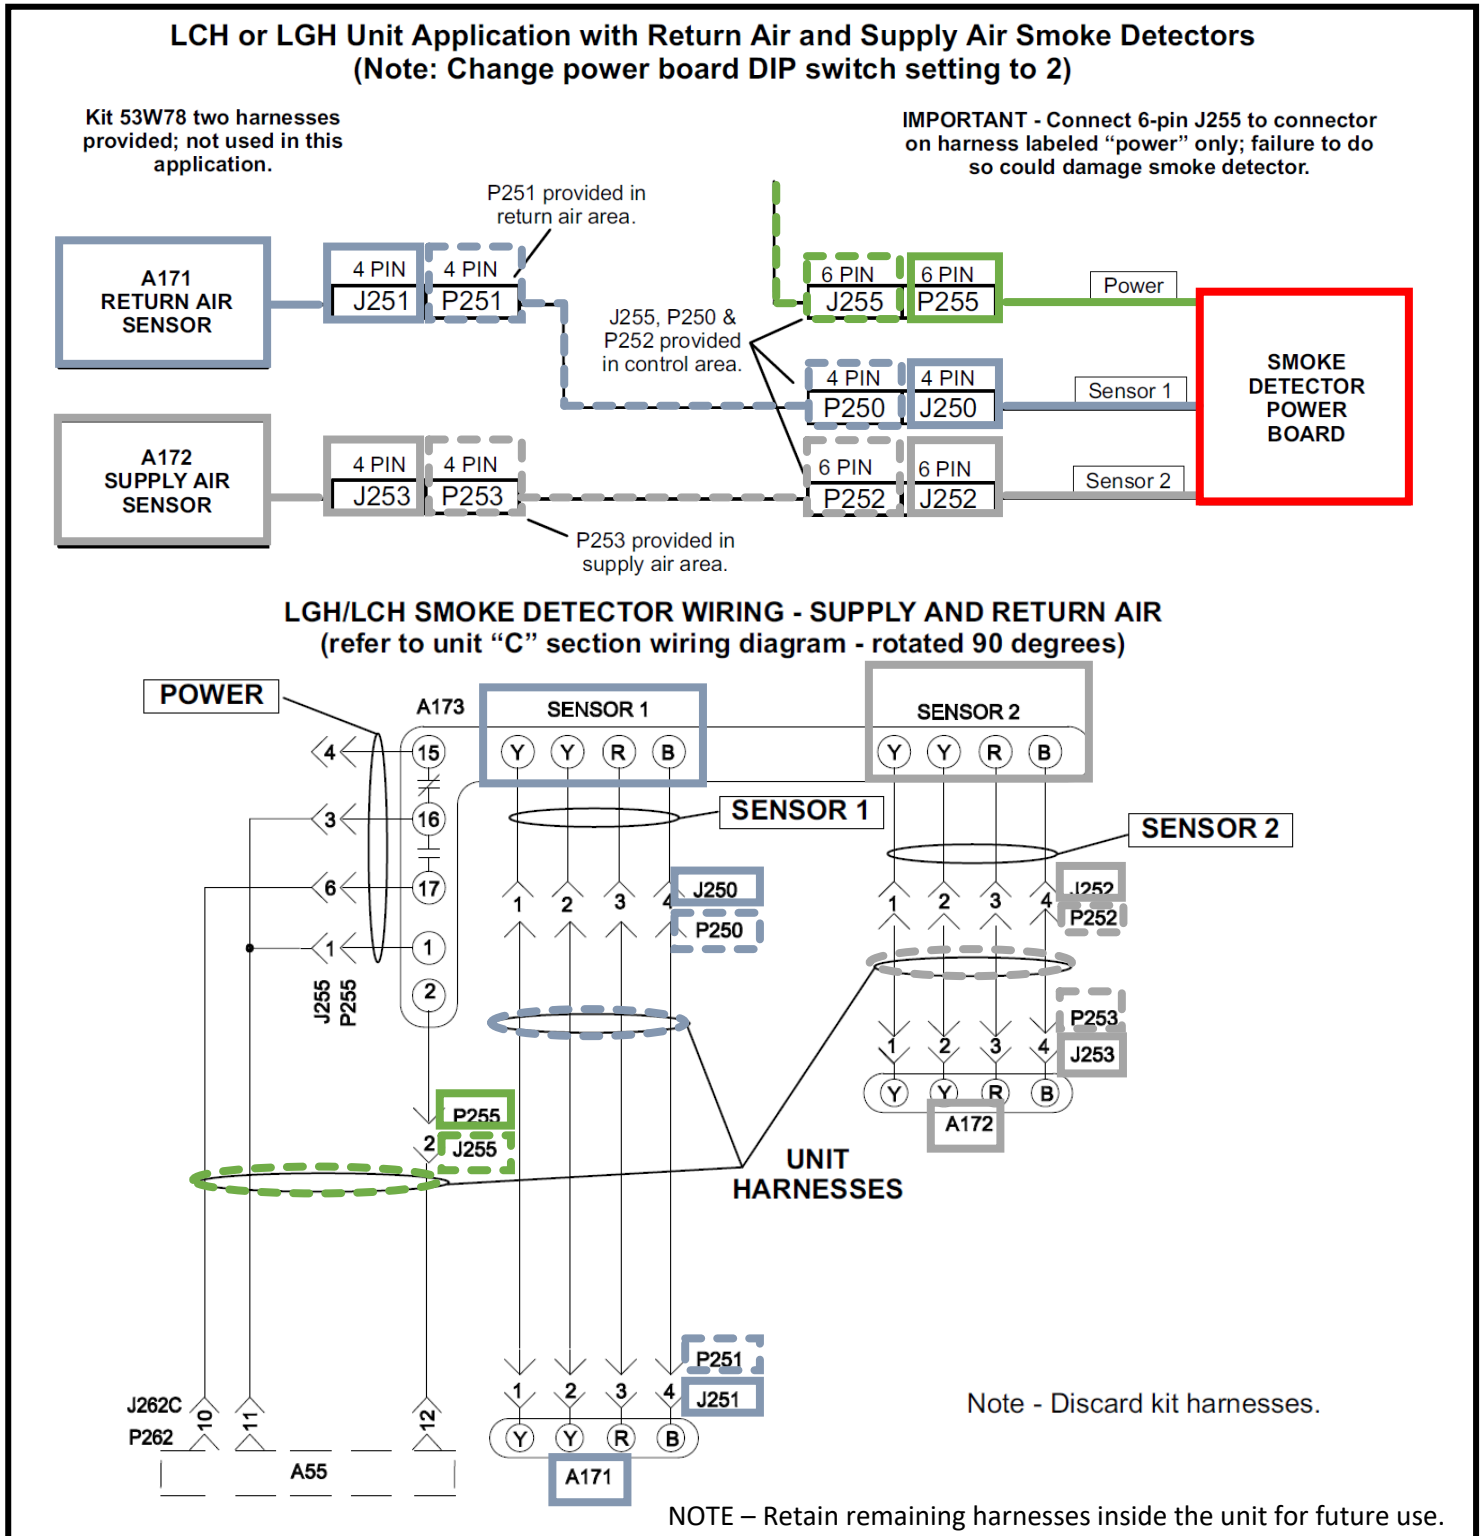 LCH or LGH Unit Application with Return Air and Supply Air Smoke Detectors
(Note: Change power board DIP switch setting to 2)
Kit 53W78 two harnesses
provided; not used in this
application.
IMPORTANT - Connect 6-pin J255 to connector
on harness labeled “power” only; failure to do
so could damage smoke detector.
P251 provided in
return air area.
A171
RETURN AIR
SENSOR
4 PIN
J251
4 PIN
P251
6 PIN
J255
6 PIN
P255
Power
J255, P250 &
P252 provided
in control area.
4 PIN
P250
4 PIN
J250
Sensor 1
SMOKE
DETECTOR
POWER
BOARD
A172
SUPPLY AIR
SENSOR
4 PIN
J253
4 PIN
P253
6 PIN
P252
6 PIN
J252
Sensor 2
P253 provided in
supply air area.
LGH/LCH SMOKE DETECTOR WIRING - SUPPLY AND RETURN AIR
(refer to unit “C” section wiring diagram - rotated 90 degrees)
POWER
A173
SENSOR 1
SENSOR 2
4
15
Y Y R B
Y Y R B
3
16
SENSOR 1
SENSOR 2
6
17
1 2 3 4
J250
P250
1 2 3 4
J252
P252
1
1
2
J255
P255
P253
1 2 3 4
J253
Y Y R B
A172
P255
2
J255
UNIT
HARNESSES
P251
1 2 3 4
J251
J262C
P262
10
11
12
Y Y R B
A55
A171
Note - Discard kit harnesses.
NOTE – Retain remaining harnesses inside the unit for future use.